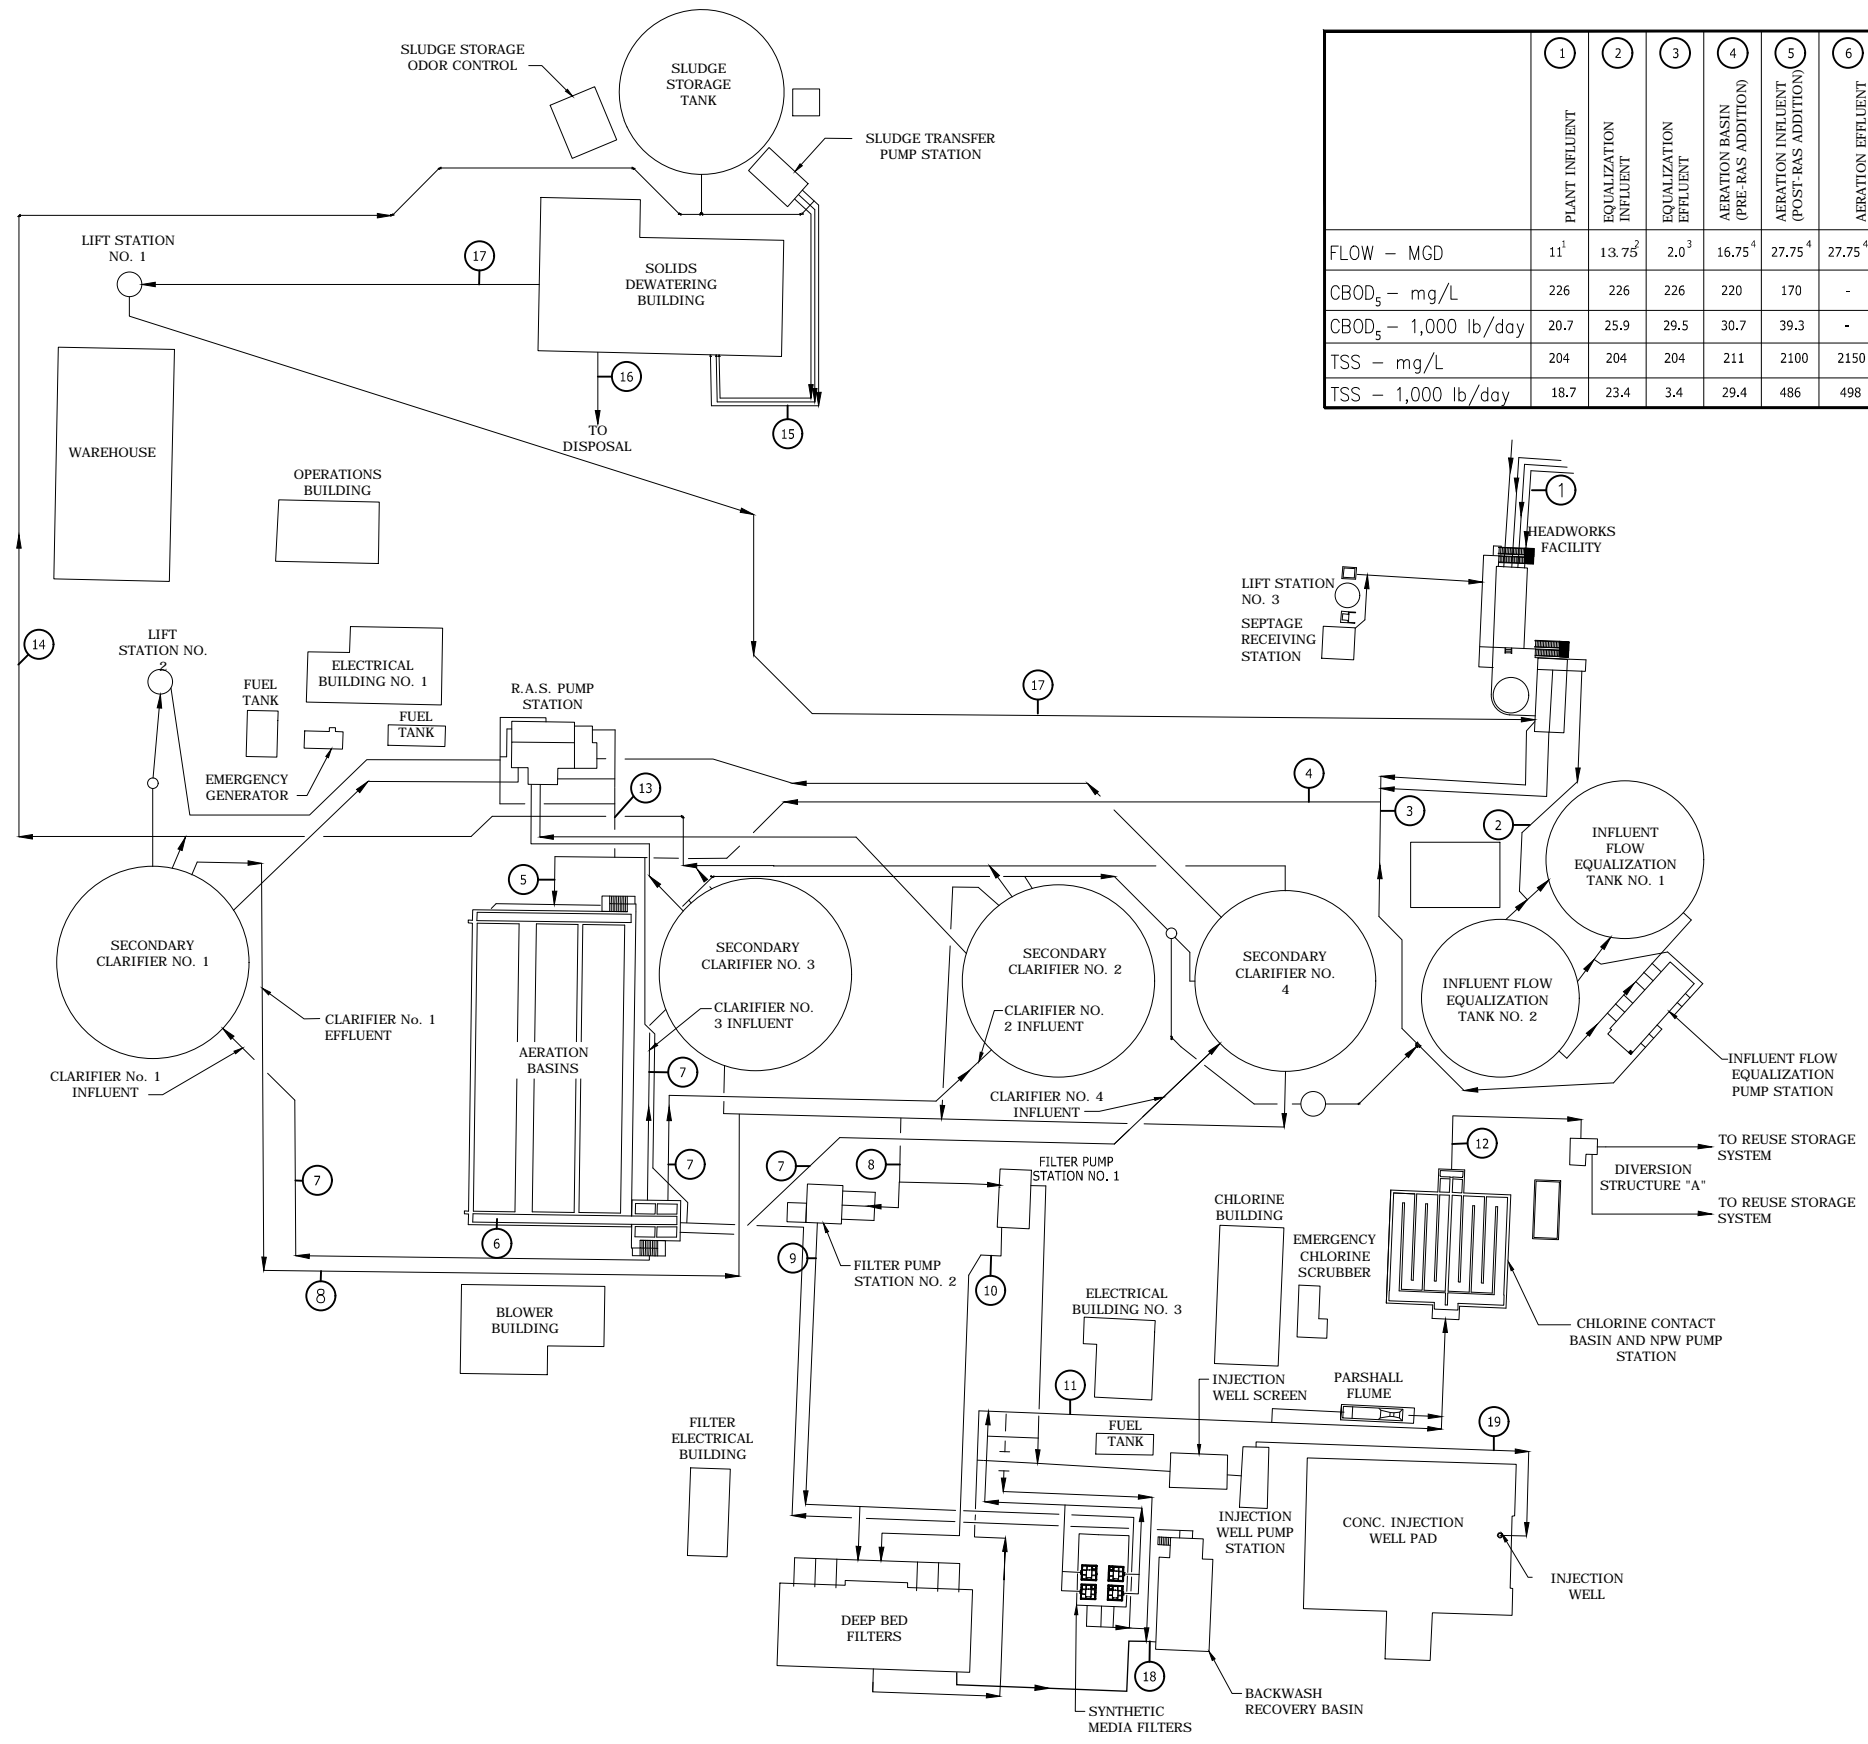 SLUDGE STORAGE
ODOR CONTROL
SLUDGE
STORAGE
TANK
SLUDGE TRANSFER
PUMP STATION
1
2
3
4
5
6
PLANT INFLUENT
EQUALIZATION
INFLUENT
EQUALIZATION
EFFLUENT
AERATION BASIN
(PRE-RAS ADDITION)
AERATION INFLUENT
(POST-RAS ADDITION)
AERATION EFFLUENT
FLOW – MGD 11¹ 13.75² 2.0³ 16.75⁴ 27.75⁴ 27.75⁴
CBOD₅ – mg/L 226 226 226 220 170 -
CBOD₅ – 1,000 lb/day 20.7 25.9 29.5 30.7 39.3 -
TSS – mg/L 204 204 204 211 2100 2150
TSS – 1,000 lb/day 18.7 23.4 3.4 29.4 486 498
LIFT STATION
NO. 1
17
SOLIDS
DEWATERING
BUILDING
16
TO
DISPOSAL
15
WAREHOUSE
OPERATIONS
BUILDING
1
HEADWORKS
FACILITY
LIFT STATION
NO. 3
SEPTAGE
RECEIVING
STATION
14
LIFT
STATION NO.
2
FUEL
TANK
ELECTRICAL
BUILDING NO. 1
FUEL
TANK
R.A.S. PUMP
STATION
17
EMERGENCY
GENERATOR
13
4
3
2
INFLUENT
FLOW
EQUALIZATION
TANK NO. 1
5
SECONDARY
CLARIFIER NO. 1
SECONDARY
CLARIFIER NO. 3
SECONDARY
CLARIFIER NO. 2
SECONDARY
CLARIFIER NO.
4
INFLUENT FLOW
EQUALIZATION
TANK NO. 2
CLARIFIER No. 1
EFFLUENT
CLARIFIER NO.
3 INFLUENT
CLARIFIER NO.
2 INFLUENT
AERATION
BASINS
CLARIFIER No. 1
INFLUENT
7
CLARIFIER NO. 4
INFLUENT
INFLUENT FLOW
EQUALIZATION
PUMP STATION
7
7
7
8
FILTER PUMP
STATION NO. 1
12
TO REUSE STORAGE
SYSTEM
DIVERSION
STRUCTURE "A"
TO REUSE STORAGE
SYSTEM
CHLORINE
BUILDING
EMERGENCY
CHLORINE
SCRUBBER
6
9
FILTER PUMP
STATION NO. 2
10
8
BLOWER
BUILDING
ELECTRICAL
BUILDING NO. 3
CHLORINE CONTACT
BASIN AND NPW PUMP
STATION
11
INJECTION
WELL SCREEN
PARSHALL
FLUME
FILTER
ELECTRICAL
BUILDING
FUEL
TANK
19
INJECTION
WELL PUMP
STATION
CONC. INJECTION
WELL PAD
INJECTION
WELL
DEEP BED
FILTERS
18
SYNTHETIC
MEDIA FILTERS
BACKWASH
RECOVERY BASIN